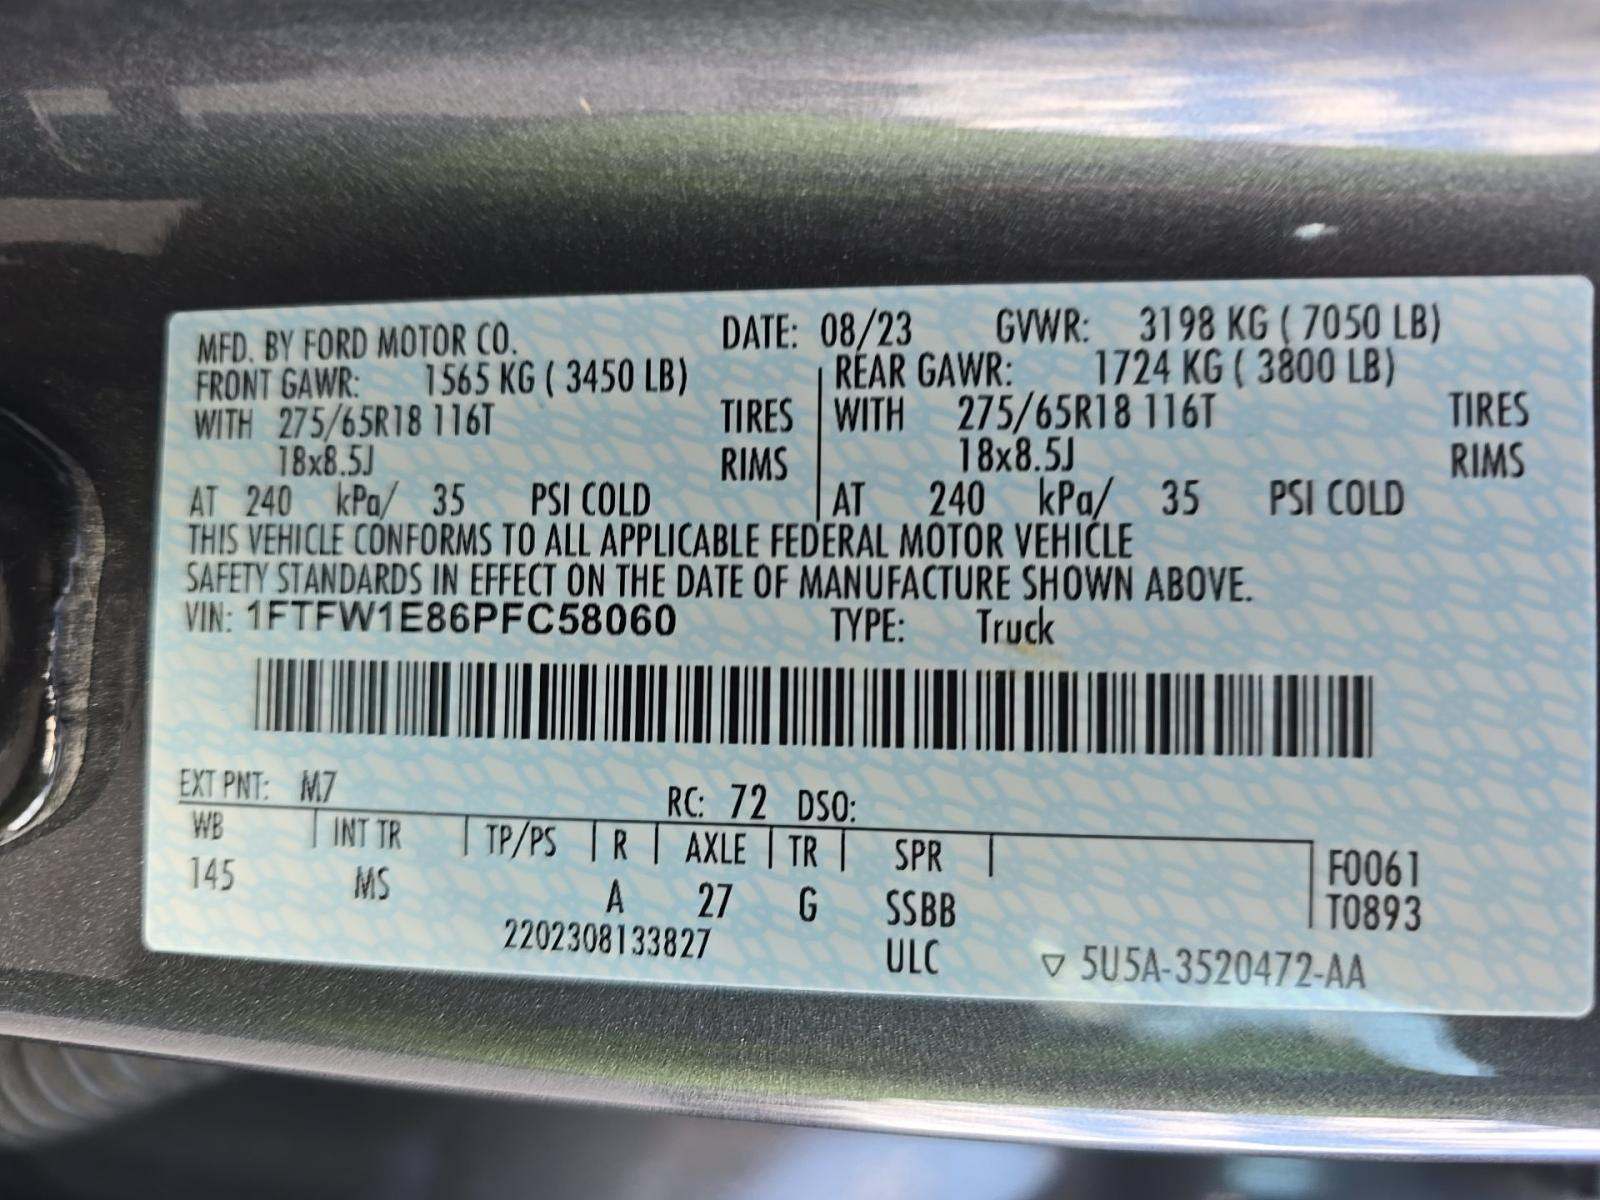 MFD. BY FORD MOTOR CO. DATE: 08/23 GVWR: 3198 KG ( 7050 LB)
FRONT GAWR: 1565 KG ( 3450 LB) REAR GAWR: 1724 KG ( 3800 LB)
WITH 275/65R18 116T TIRES WITH 275/65R18 116T TIRES
18x8.5J RIMS 18x8.5J RIMS
AT 240 kPa/ 35 PSI COLD AT 240 kPa/ 35 PSI COLD
THIS VEHICLE CONFORMS TO ALL APPLICABLE FEDERAL MOTOR VEHICLE
SAFETY STANDARDS IN EFFECT ON THE DATE OF MANUFACTURE SHOWN ABOVE.
VIN: 1FTFW1E86PFC58060 TYPE: Truck
EXT PNT: M7 RC: 72 DSO:
WB INT TR TP/PS R AXLE TR SPR F0061
145 MS A 27 G SSBB T0893
2202308133827 ULC ▽ 5U5A-3520472-AA